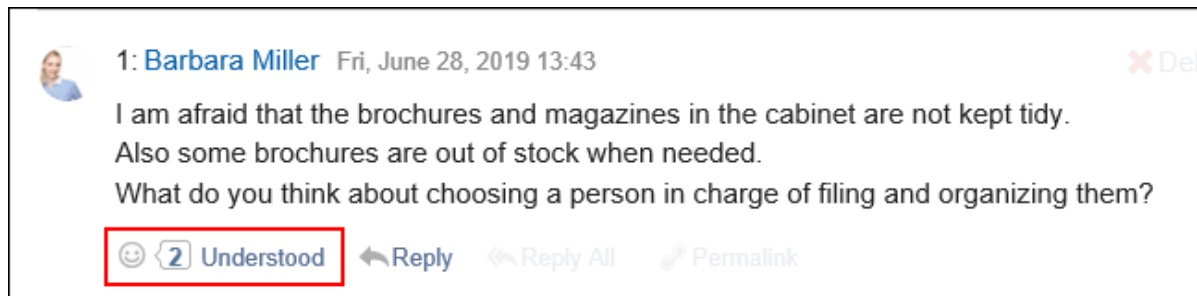 1: Barbara Miller Fri, June 28, 2019 13:43 Del
I am afraid that the brochures and magazines in the cabinet are not kept tidy.
Also some brochures are out of stock when needed.
What do you think about choosing a person in charge of filing and organizing them?
2 Understood Reply Reply All Permalink